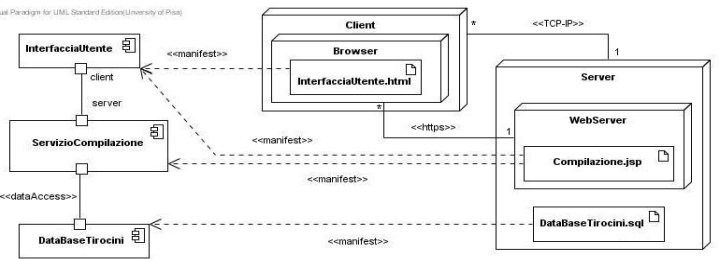 ual Paradigm for UML Standard Edition(University of Pisa)
InterfacciaUtente
client
server
ServizioCompilazione
<<dataAccess>>
DataBaseTirocini
<<manifest>>
<<manifest>>
<<manifest>>
<<manifest>>
Client
Browser
InterfacciaUtente.html
*
<<https>>
1
*
<<TCP-IP>>
1
Server
WebServer
Compilazione.jsp
DataBaseTirocini.sql